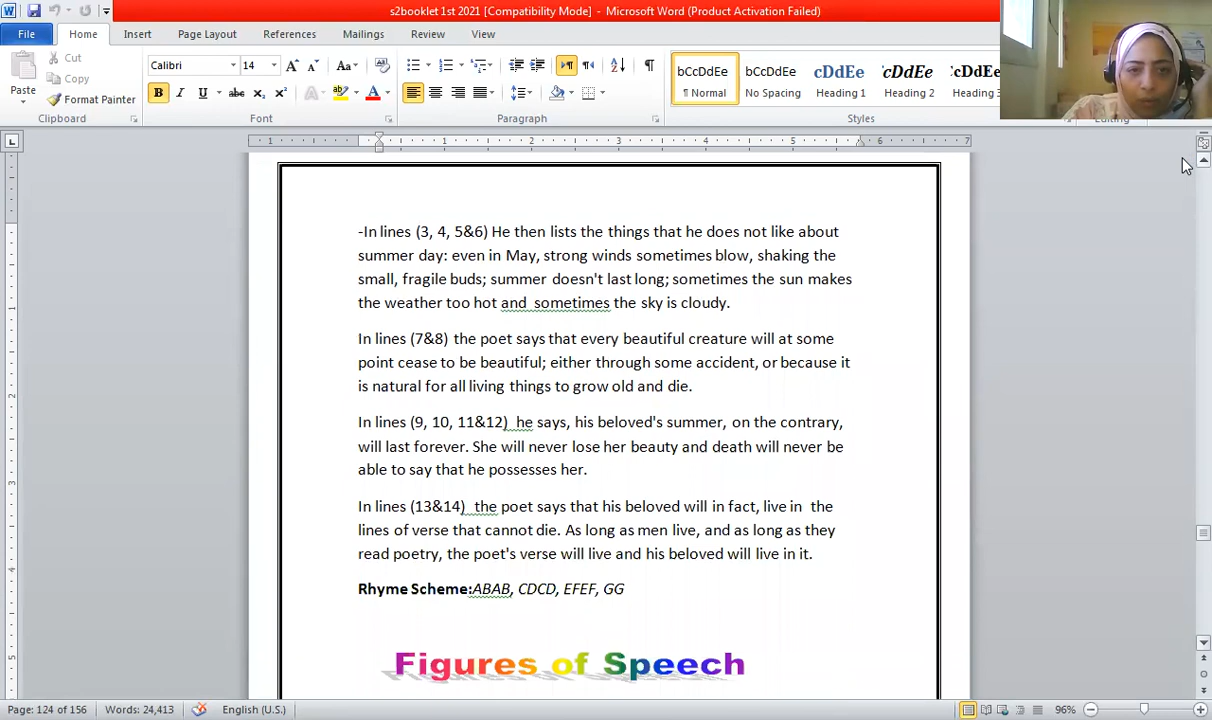 s2booklet 1st 2021 [Compatibility Mode] - Microsoft Word (Product Activation Failed)
File Home Insert Page Layout References Mailings Review View
Cut
Copy
Format Painter
Paste
Clipboard
Calibri 14
Font
Paragraph
AaBbCcDdEe
¶ Normal
No Spacing
Heading 1
Heading 2
Heading
Styles
Editing
-In lines (3, 4, 5&6) He then lists the things that he does not like about
summer day: even in May, strong winds sometimes blow, shaking the
small, fragile buds; summer doesn't last long; sometimes the sun makes
the weather too hot and  sometimes the sky is cloudy.
In lines (7&8) the poet says that every beautiful creature will at some
point cease to be beautiful; either through some accident, or because it
is natural for all living things to grow old and die.
In lines (9, 10, 11&12)  he says, his beloved's summer, on the contrary,
will last forever. She will never lose her beauty and death will never be
able to say that he possesses her.
In lines (13&14)  the poet says that his beloved will in fact, live in  the
lines of verse that cannot die. As long as men live, and as long as they
read poetry, the poet's verse will live and his beloved will live in it.
Rhyme Scheme:ABAB, CDCD, EFEF, GG
Figures of Speech
Page: 124 of 156 Words: 24,413 English (U.S.) 96%